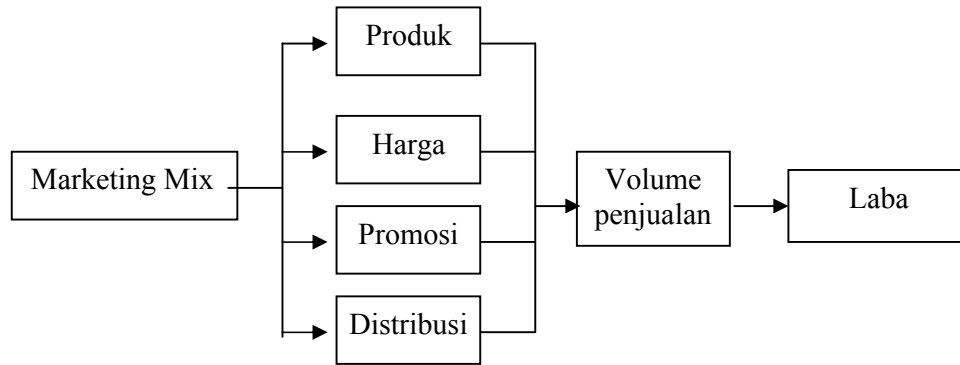 Marketing Mix
Produk
Harga
Promosi
Distribusi
Volume
penjualan
Laba